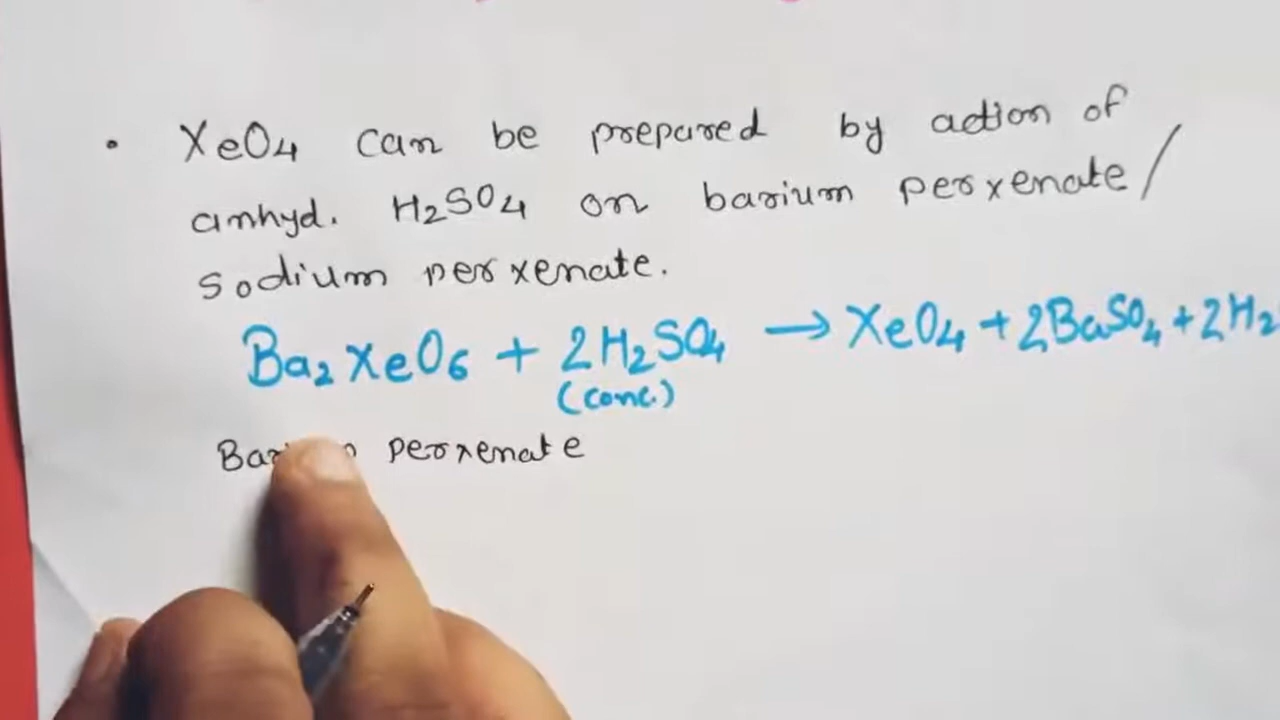 • XeO4 can be prepared by action of
anhyd. H2SO4 on barium perxenate/
sodium perxenate.
Ba2XeO6 + 2H2SO4 → XeO4 + 2BaSO4 + 2H2
(conc.)
perxenate